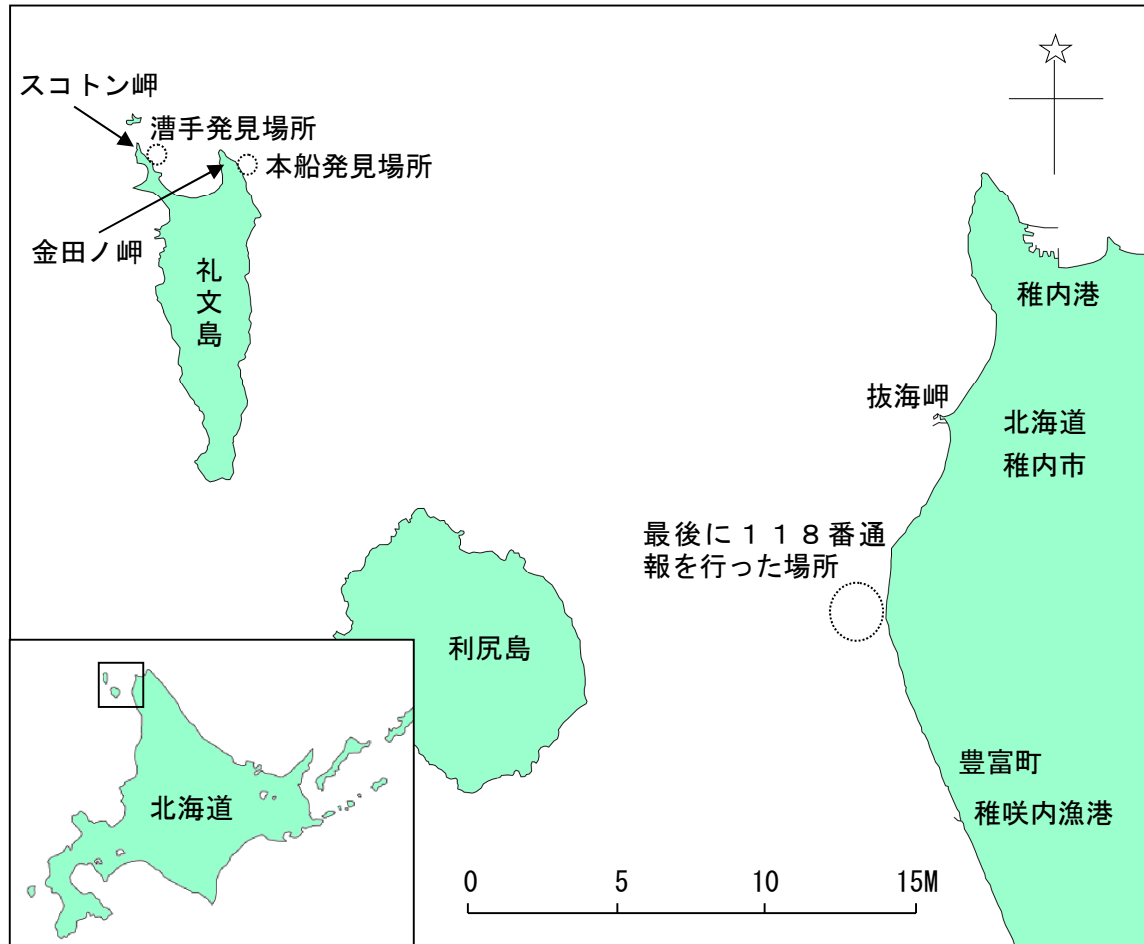 スコトン岬
漕手発見場所
本船発見場所
金田ノ岬
礼文島
稚内港
抜海岬
北海道
稚内市
最後に１１８番通
報を行った場所
利尻島
豊富町
稚咲内漁港
北海道
0 5 10 15M